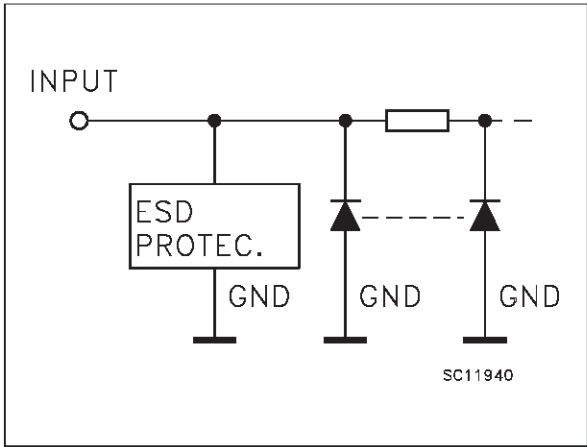 INPUT
ESD
PROTEC.
GND
GND
GND
SC11940